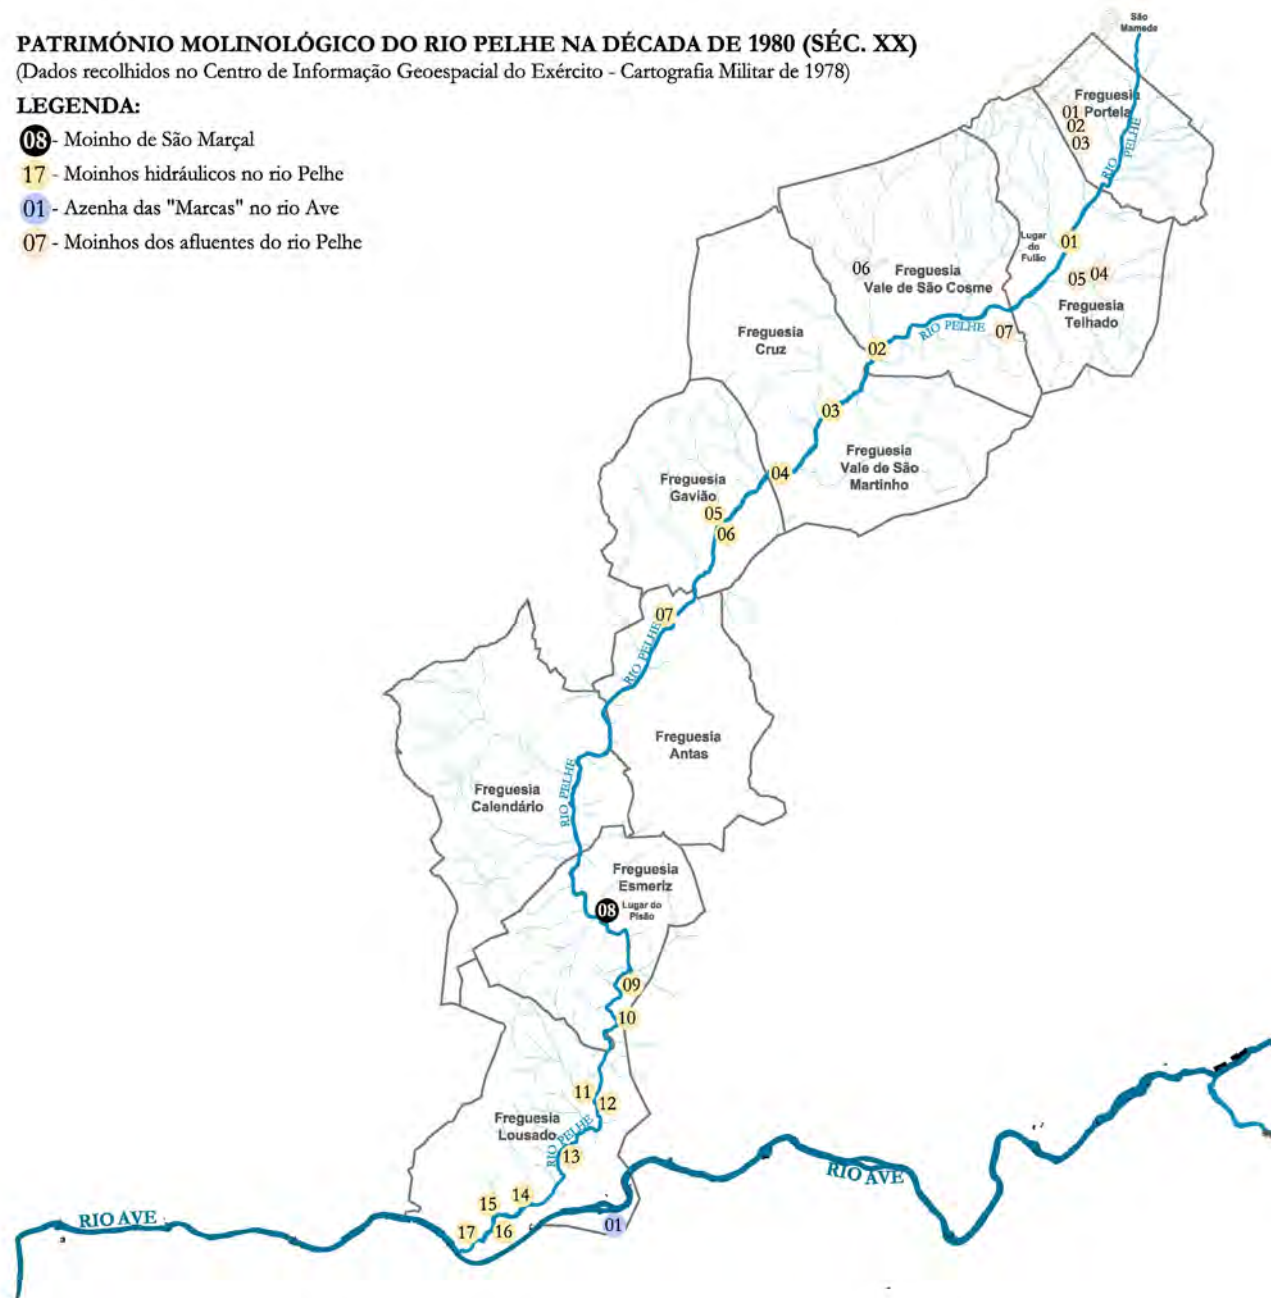 PATRIMÓNIO MOLINOLÓGICO DO RIO PELHE NA DÉCADA DE 1980 (SÉC. XX)
(Dados recolhidos no Centro de Informação Geoespacial do Exército - Cartografia Militar de 1978)
LEGENDA:
08 - Moinho de São Marçal
17 - Moinhos hidráulicos no rio Pelhe
01 - Azenha das "Marcas" no rio Ave
07 - Moinhos dos afluentes do rio Pelhe
São
Mamede
Freguesia
Portela
01
02
03
RIO PELHE
Lugar
do
Fulão
01
05 04
Freguesia
Telhado
06
Freguesia
Vale de São Cosme
RIO PELHE
07
Freguesia
Cruz
02
03
Freguesia
Vale de São
Martinho
04
Freguesia
Gavião
05
06
07
RIO PELHE
Freguesia
Antas
Freguesia
Calendário
RIO PELHE
Freguesia
Esmeriz
08
Lugar do
Pisão
09
10
11
12
Freguesia
Lousado
RIO PELHE
13
14
15
16
17
01
RIO AVE
RIO AVE